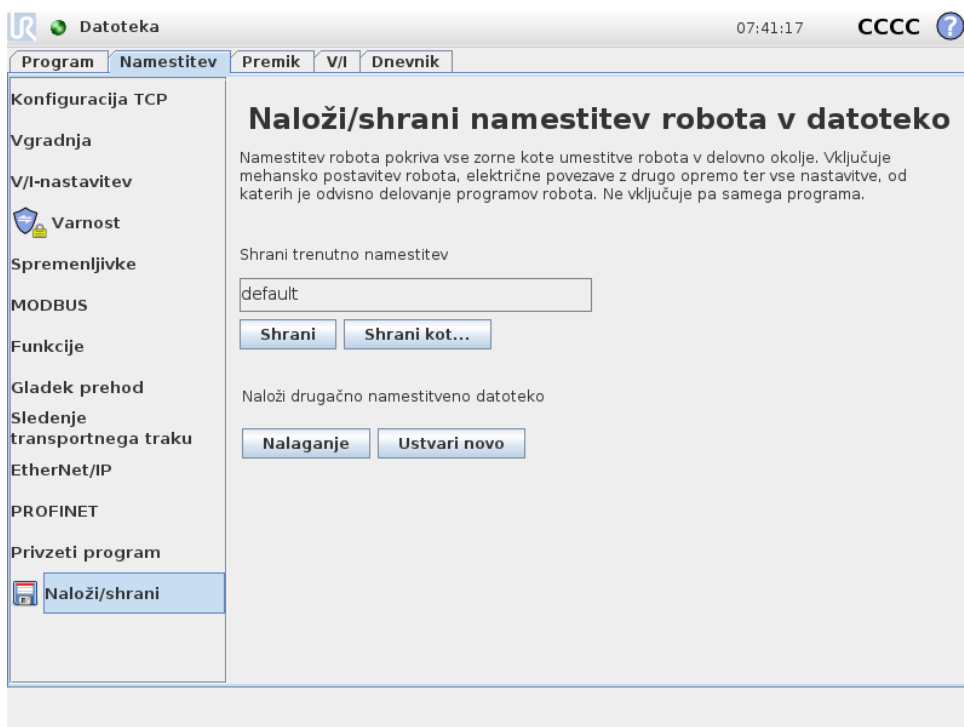 UR Datoteka 07:41:17 CCCC ?
Program Namestitev Premik V/I Dnevnik
Konfiguracija TCP
Vgradnja
V/I-nastavitev
Varnost
Spremenljivke
MODBUS
Funkcije
Gladek prehod
Sledenje
transportnega traku
EtherNet/IP
PROFINET
Privzeti program
Naloži/shrani
Naloži/shrani namestitev robota v datoteko
Namestitev robota pokriva vse zorne kote umestitve robota v delovno okolje. Vključuje
mehansko postavitev robota, električne povezave z drugo opremo ter vse nastavitve, od
katerih je odvisno delovanje programov robota. Ne vključuje pa samega programa.
Shrani trenutno namestitev
default
Shrani Shrani kot...
Naloži drugačno namestitveno datoteko
Nalaganje Ustvari novo